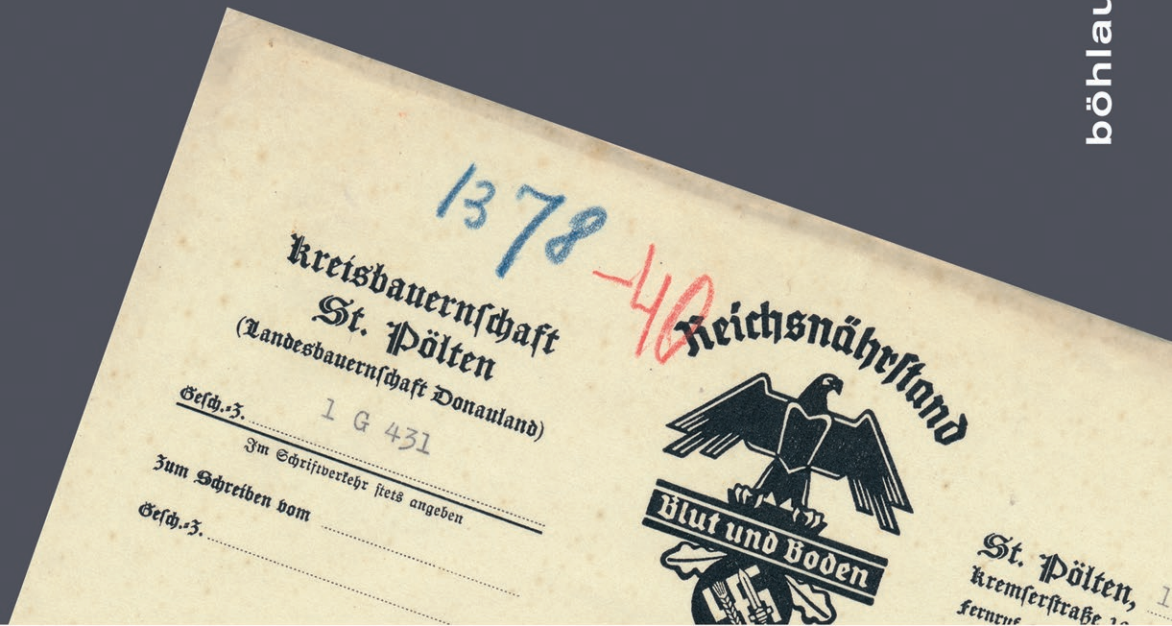 böhlau
1378-40
Kreisbauernſchaft
St. Pölten
(Landesbauernſchaft Donauland)
Geſch.=Z. 1 G 431
Im Schriftverkehr ſtets angeben
Zum Schreiben vom
Geſch.=Z.
Reichsnährſtand
Blut und Boden
St. Pölten,
Kremſerſtraße
Fernruf